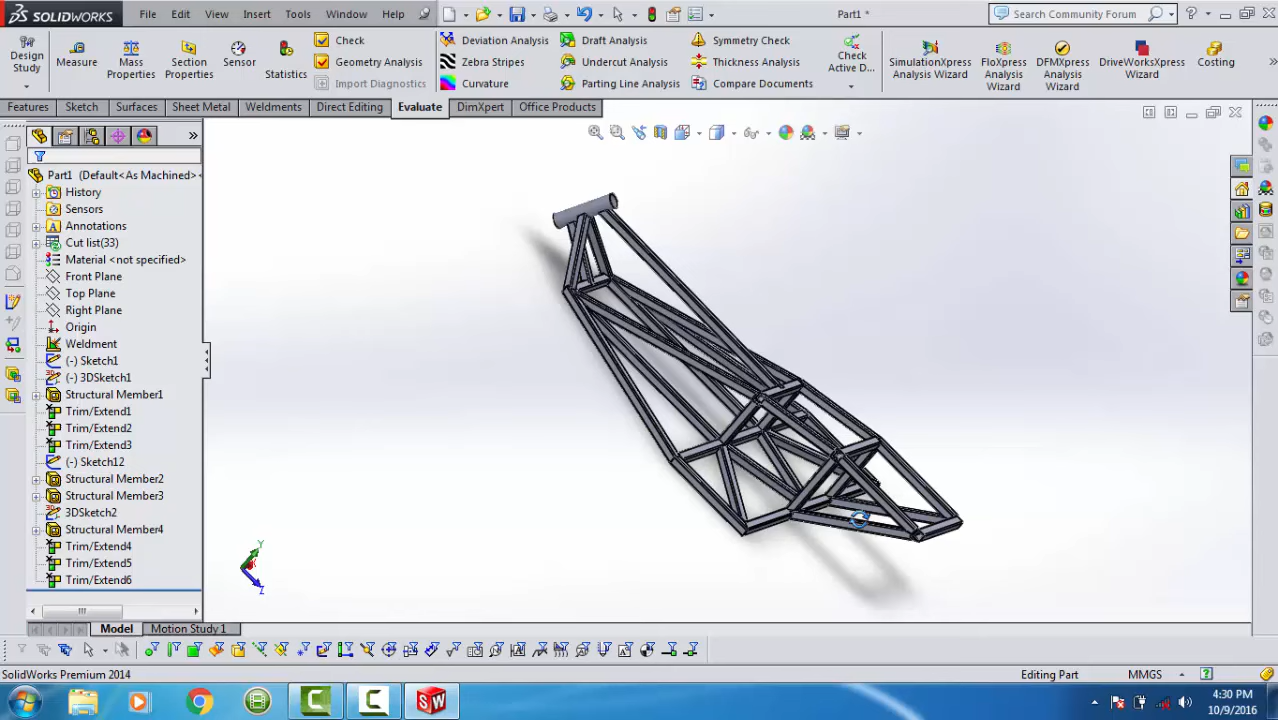 SOLIDWORKS File Edit View Insert Tools Window Help Part1 * Search Community Forum ?
Design Study Measure Mass Properties Section Properties Sensor Statistics
Check Deviation Analysis Draft Analysis Symmetry Check
Geometry Analysis Zebra Stripes Undercut Analysis Thickness Analysis
Import Diagnostics Curvature Parting Line Analysis Compare Documents
Check Active D... SimulationXpress Analysis Wizard FloXpress Analysis Wizard DFMXpress Analysis Wizard DriveWorksXpress Wizard Costing
Features Sketch Surfaces Sheet Metal Weldments Direct Editing Evaluate DimXpert Office Products
Part1 (Default<As Machined>
History
Sensors
Annotations
Cut list(33)
Material <not specified>
Front Plane
Top Plane
Right Plane
Origin
Weldment
(-) Sketch1
(-) 3DSketch1
Structural Member1
Trim/Extend1
Trim/Extend2
Trim/Extend3
(-) Sketch12
Structural Member2
Structural Member3
3DSketch2
Structural Member4
Trim/Extend4
Trim/Extend5
Trim/Extend6
Y
Z
Model Motion Study 1
SolidWorks Premium 2014 Editing Part MMGS ?
4:30 PM
10/9/2016